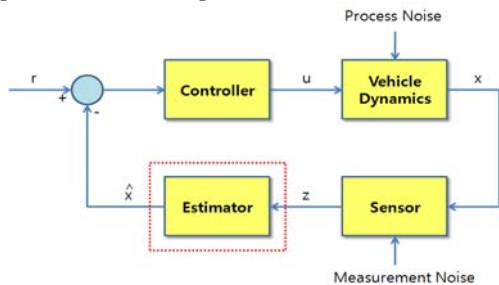 Process Noise
r
+
-
Controller
u
Vehicle
Dynamics
x
x̂
Estimator
z
Sensor
Measurement Noise